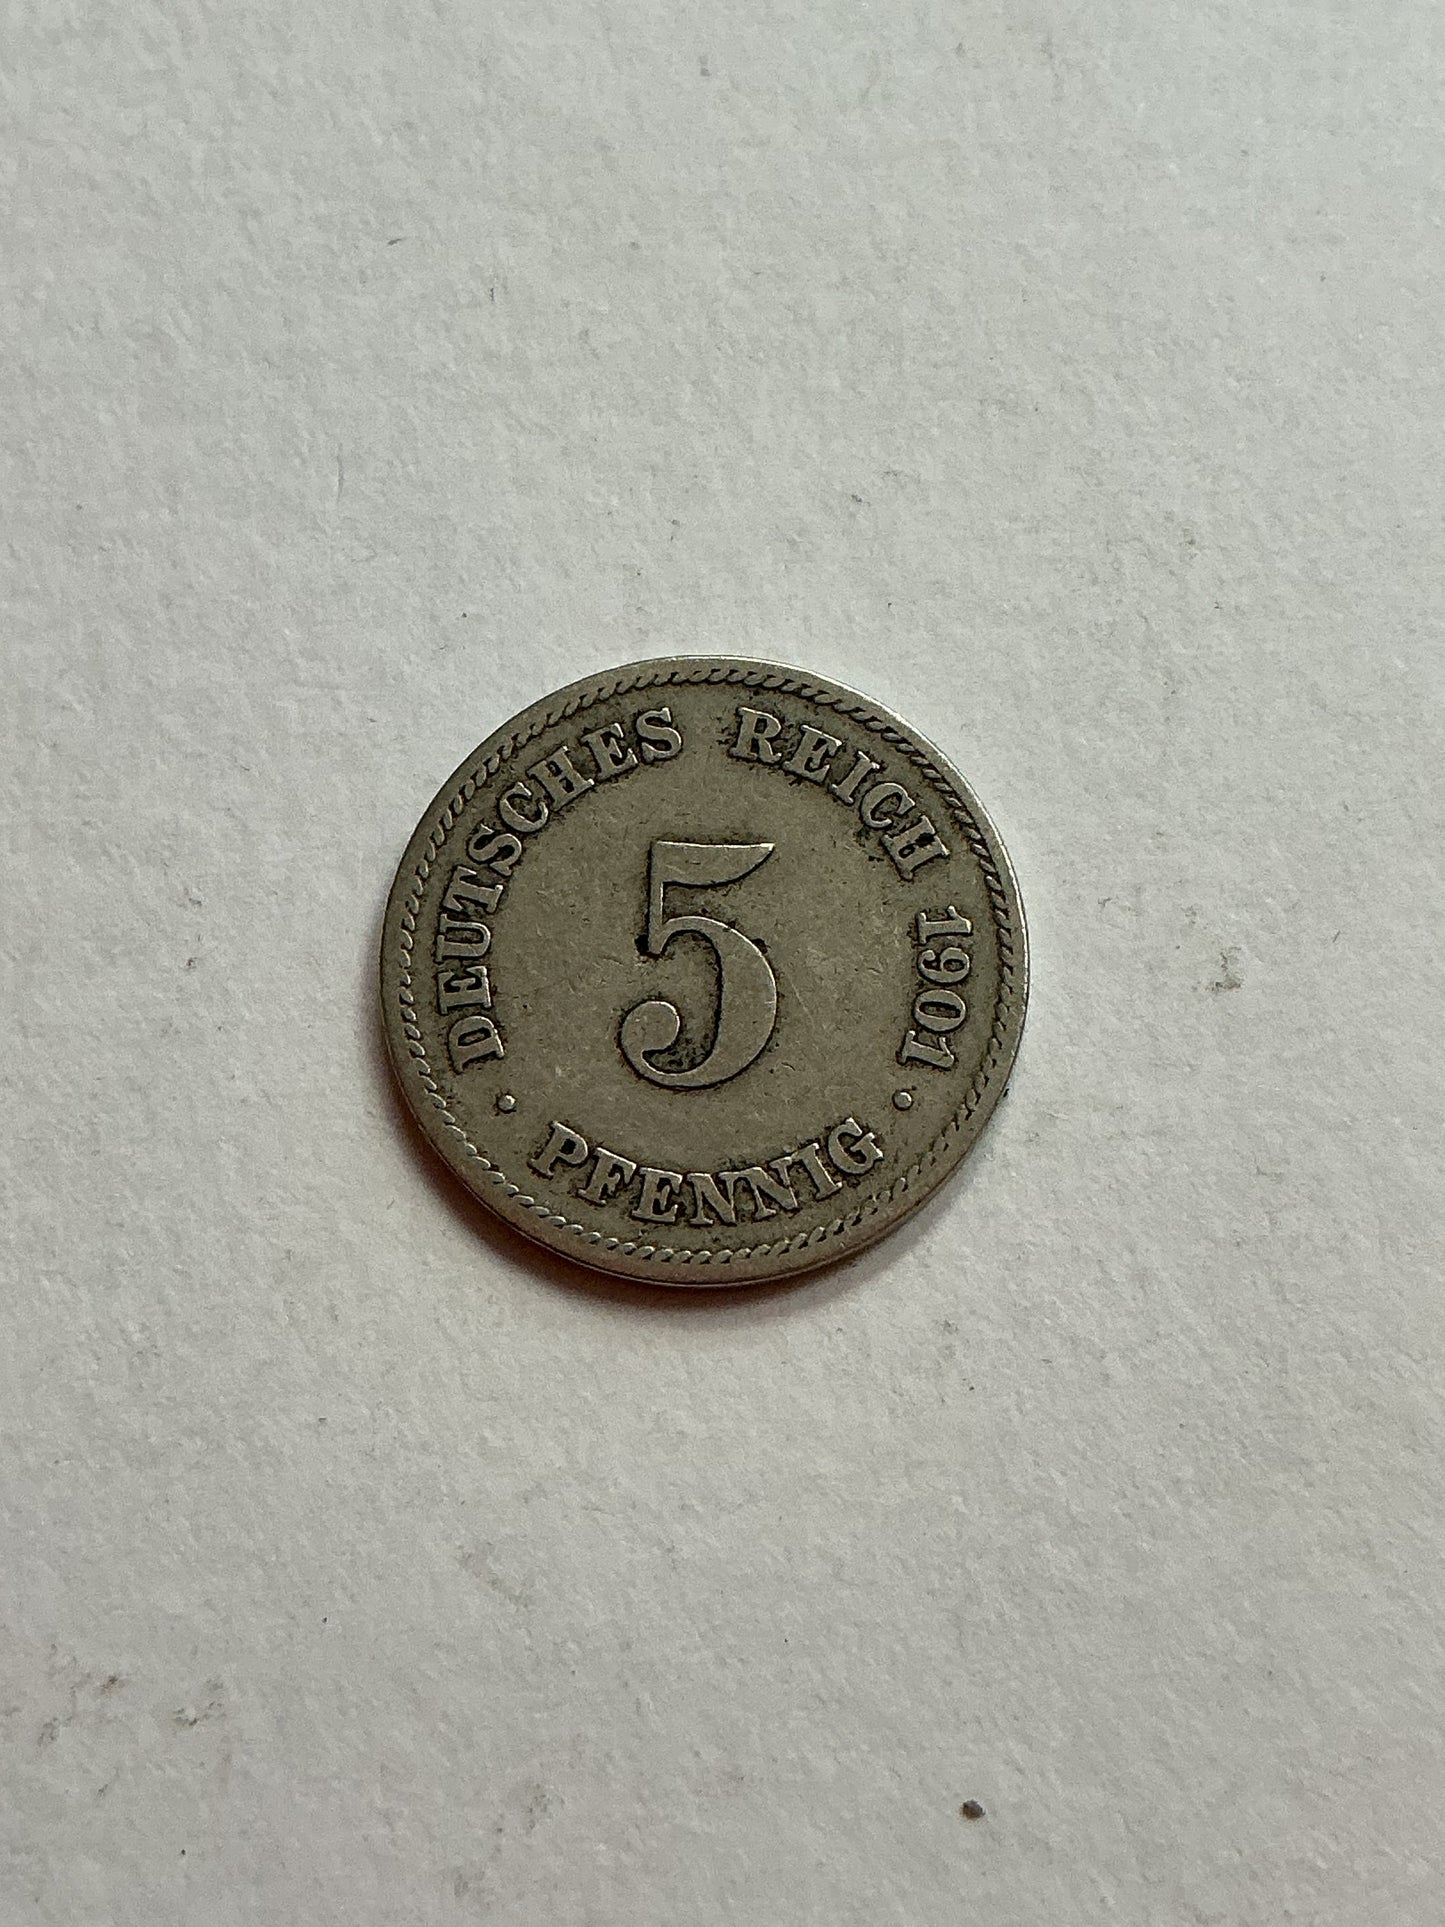 DEUTSCHES REICH 1901
5
• PFENNIG •